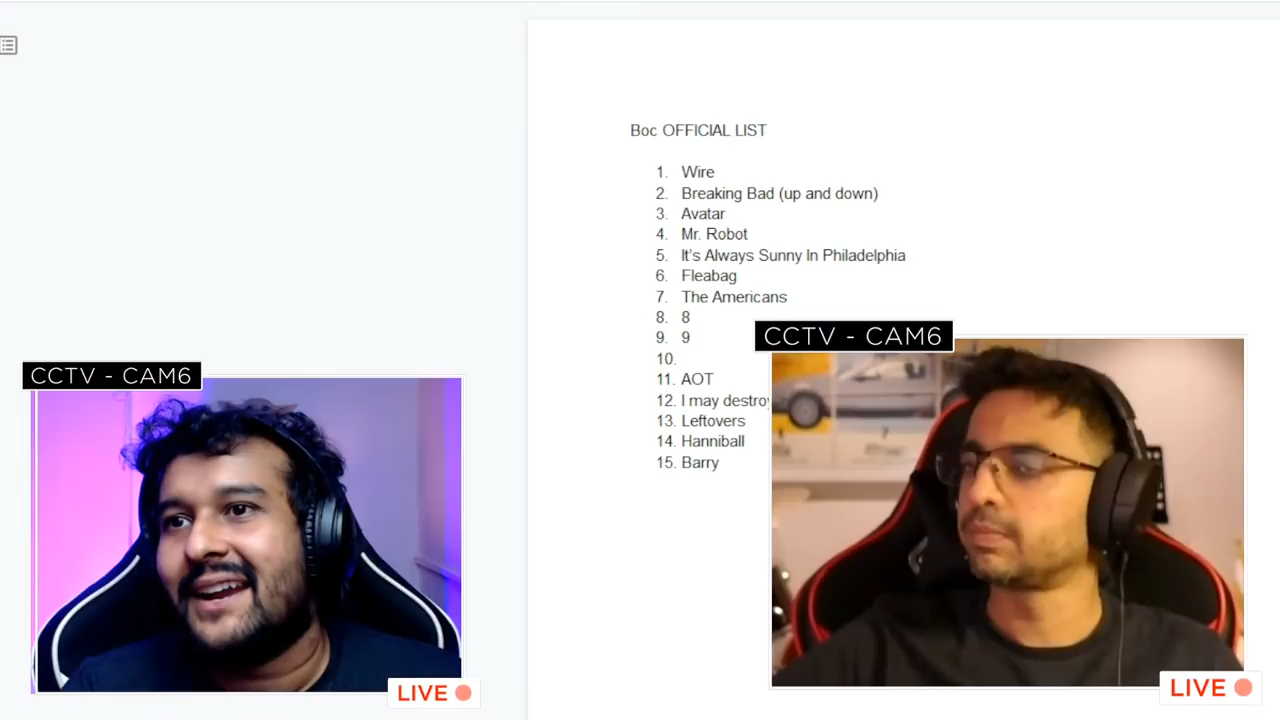 Boc OFFICIAL LIST
1. Wire
2. Breaking Bad (up and down)
3. Avatar
4. Mr. Robot
5. It's Always Sunny In Philadelphia
6. Fleabag
7. The Americans
8. 8
9. 9
10.
11. AOT
12. I may destroy
13. Leftovers
14. Hanniball
15. Barry
CCTV - CAM6
LIVE
CCTV - CAM6
LIVE